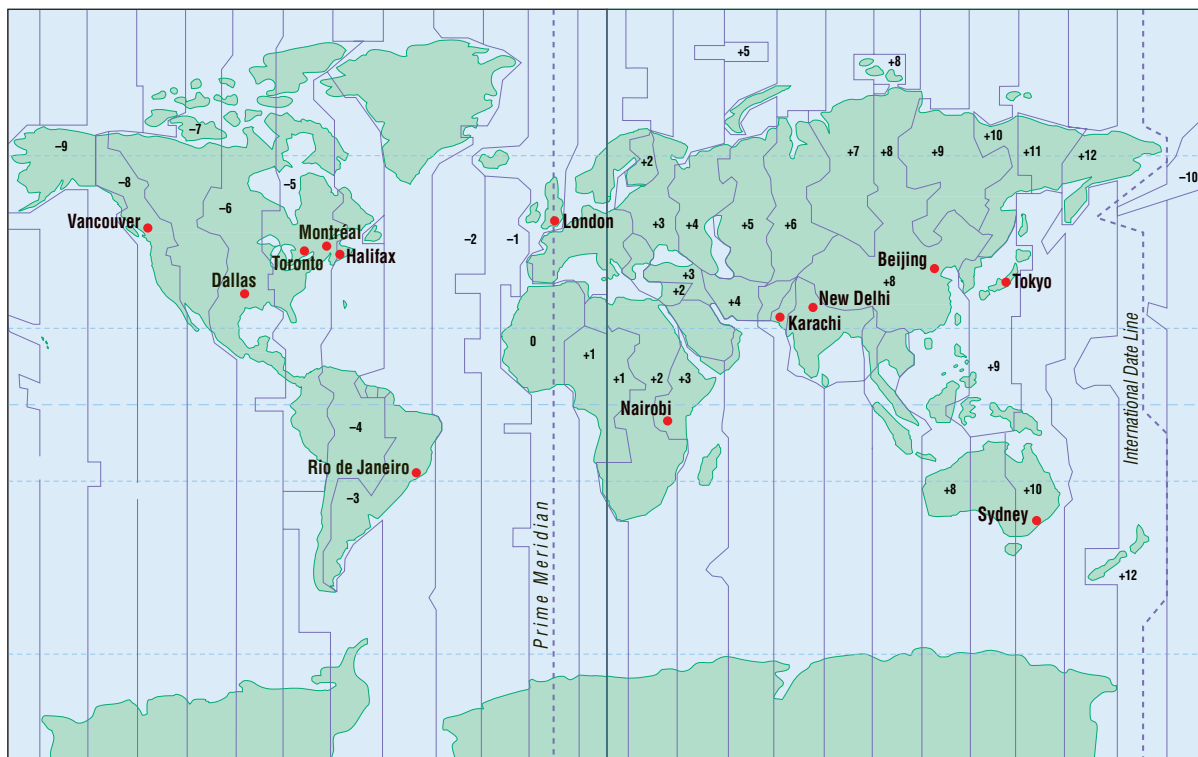 +5
+8
−7
−9
−8
−5
−6
+2
+3
+4
+5
+6
+7
+8
+9
+10
+11
+12
−10
Vancouver
Montréal
Toronto
Halifax
Dallas
−2
−1
London
+3
+2
+4
Beijing
+8
Tokyo
New Delhi
Karachi
0
+1
+1
+2
+3
+9
Nairobi
International Date Line
−4
Rio de Janeiro
−3
+8
+10
Sydney
+12
Prime Meridian